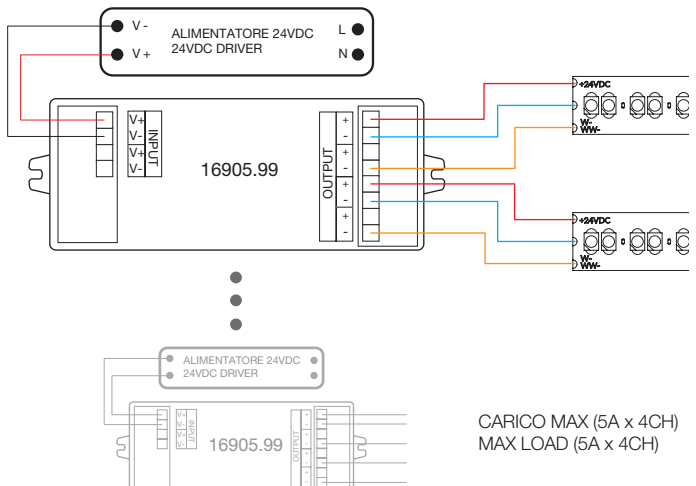 V -
V +
ALIMENTATORE 24VDC
24VDC DRIVER
L
N
V+
V-
V+
V-
INPUT
16905.99
OUTPUT
+
-
+
-
+
-
+
-
+24VDC
W-
WW-
+24VDC
W-
WW-
ALIMENTATORE 24VDC
24VDC DRIVER
V+
V-
INPUT
16905.99
OUTPUT
+
-
+
-
+
-
CARICO MAX (5A x 4CH)
MAX LOAD (5A x 4CH)